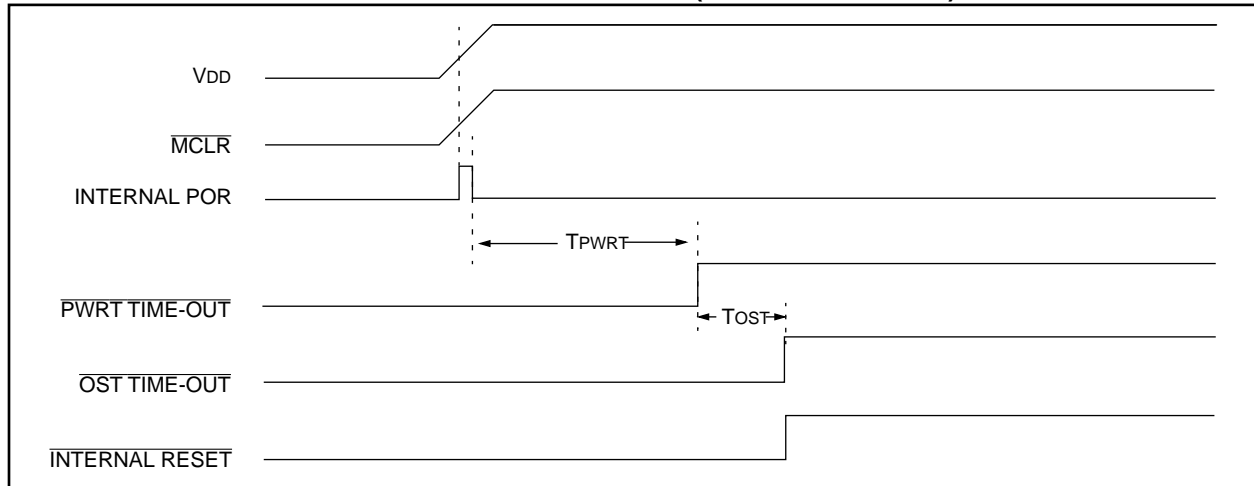 VDD
MCLR
INTERNAL POR
TPWRT
PWRT TIME-OUT
TOST
OST TIME-OUT
INTERNAL RESET